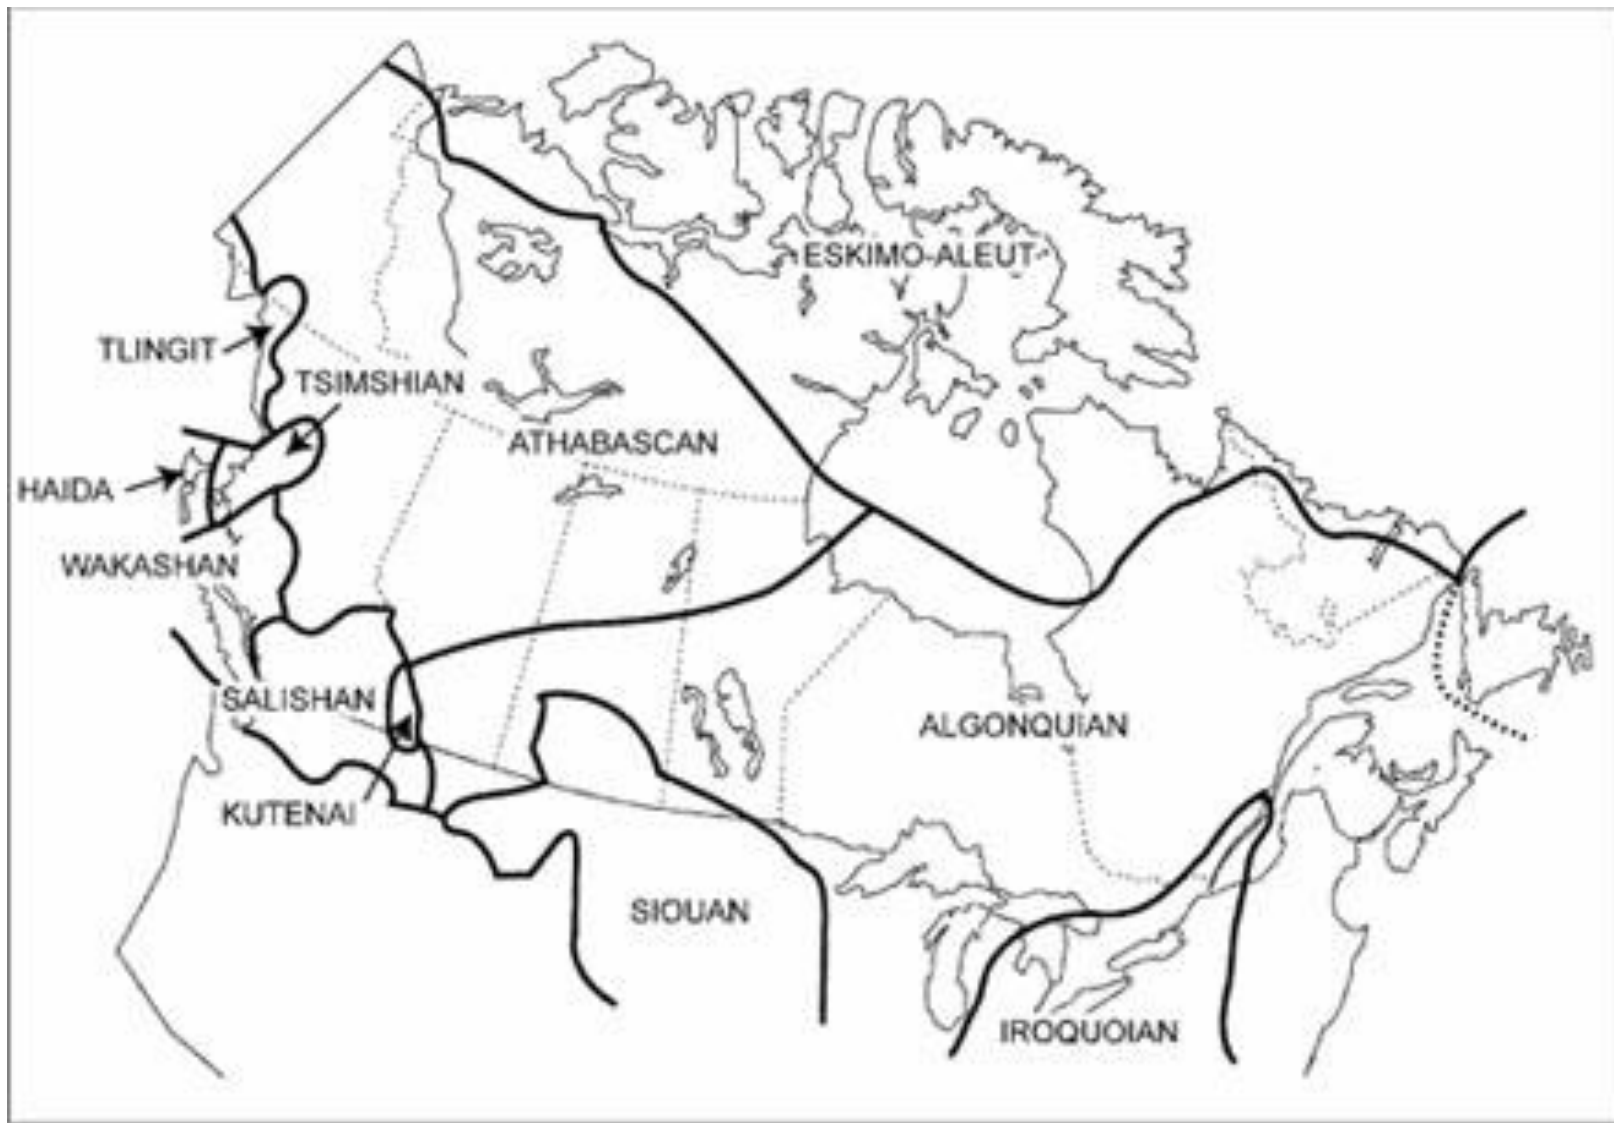 ESKIMO-ALEUT
TLINGIT
TSIMSHIAN
ATHABASCAN
HAIDA
WAKASHAN
SALISHAN
ALGONQUIAN
KUTENAI
SIOUAN
IROQUOIAN